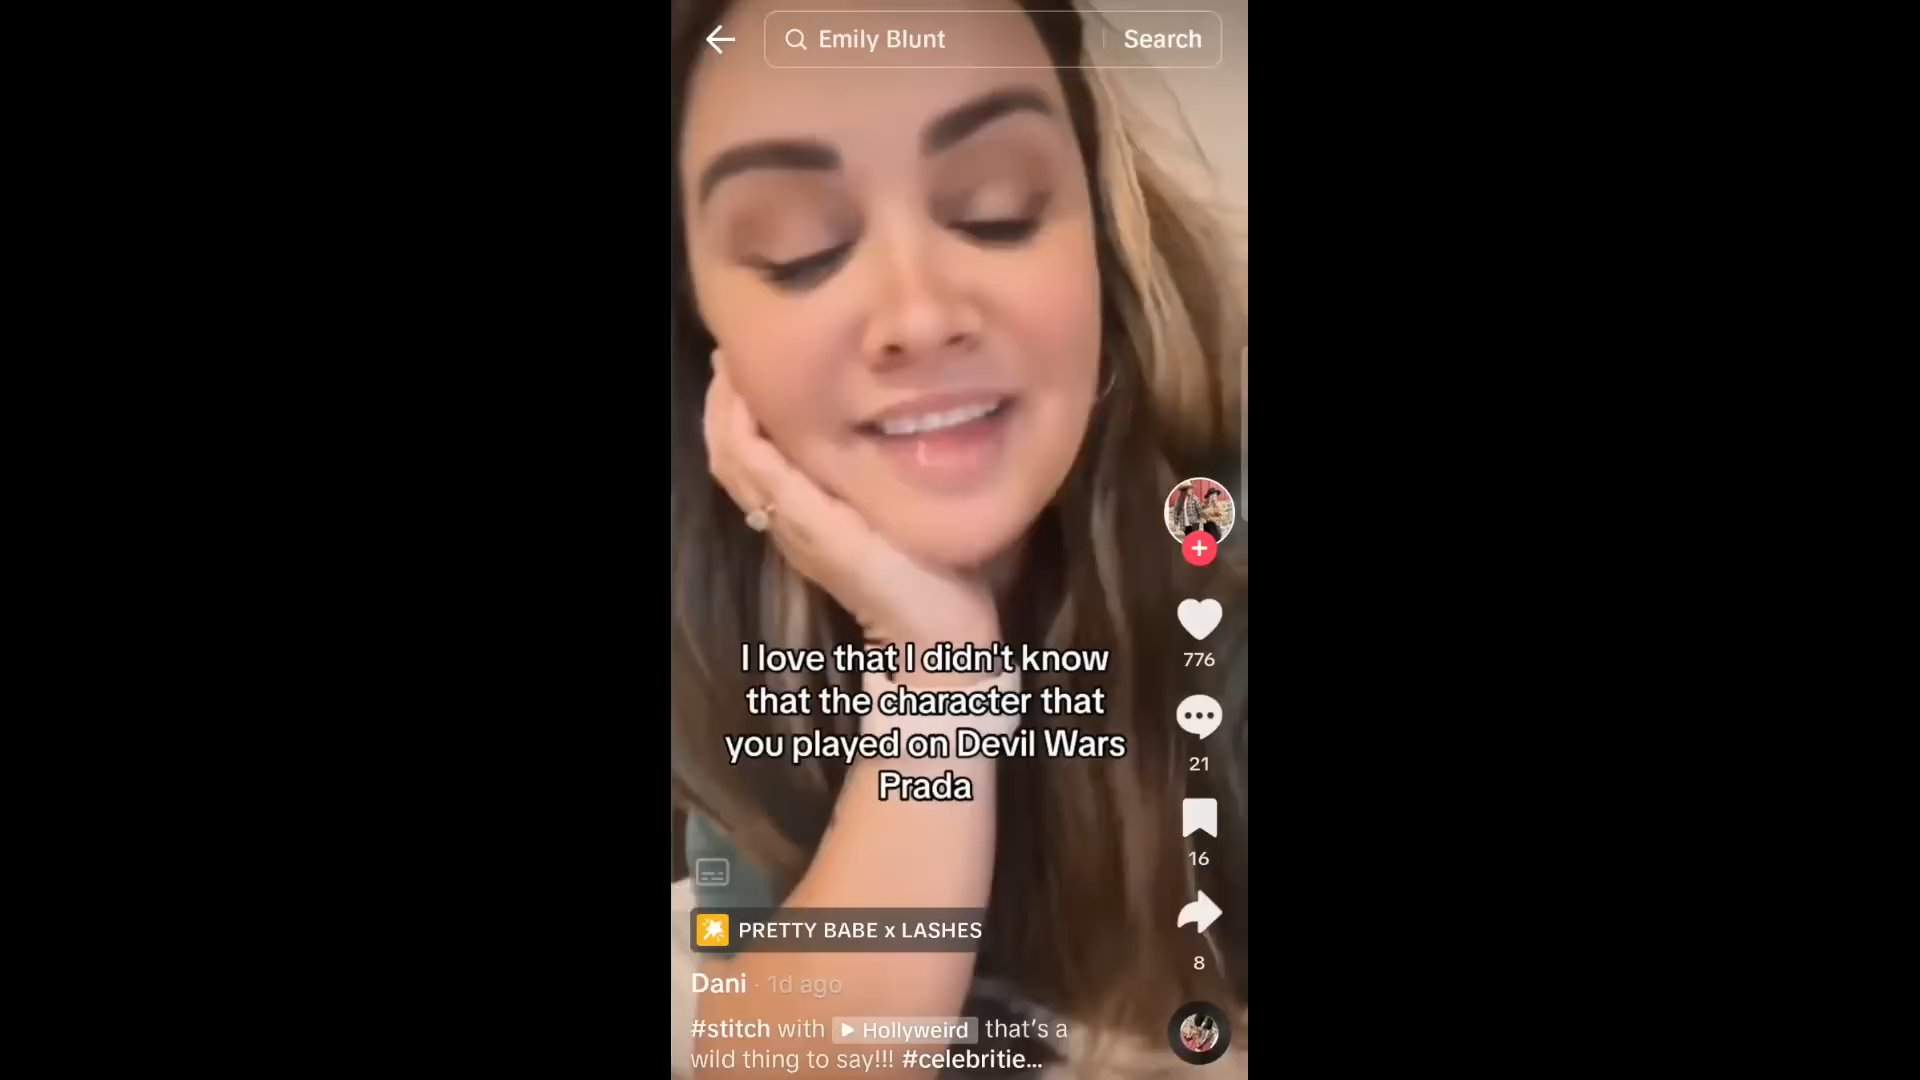 Emily Blunt
Search
I love that I didn't know
that the character that
you played on Devil Wars
Prada
776
21
16
8
PRETTY BABE x LASHES
Dani · 1d ago
#stitch with Hollyweird that's a
wild thing to say!!! #celebritie...